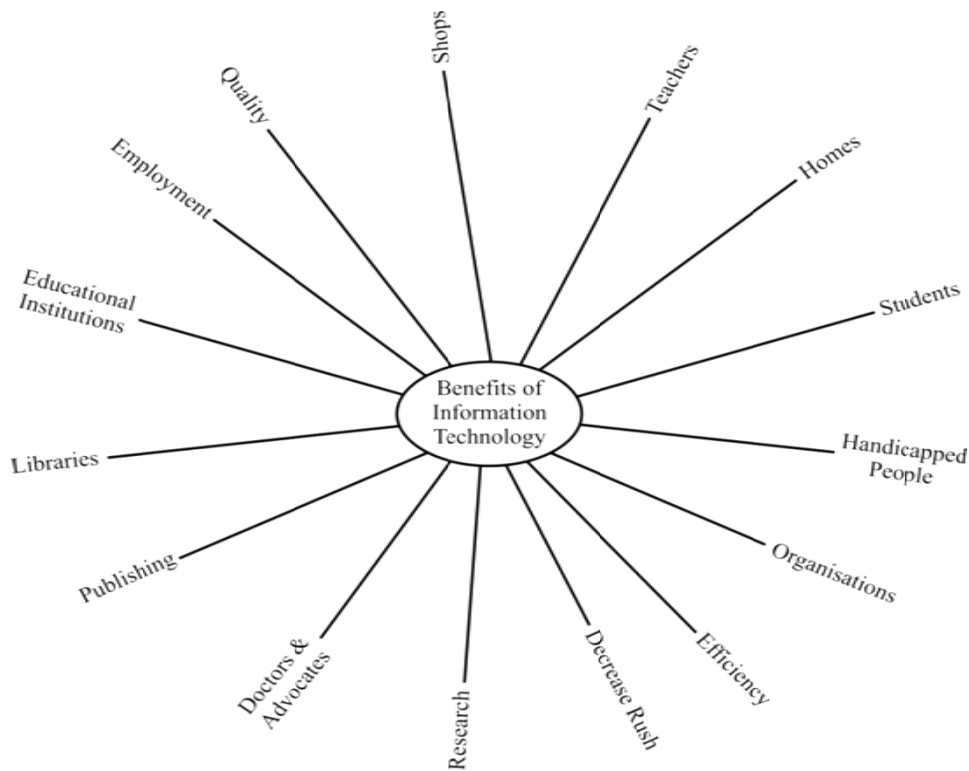 Shops
Teachers
Quality
Homes
Employment
Educational
Institutions
Students
Benefits of
Information
Technology
Libraries
Handicapped
People
Publishing
Organisations
Doctors &
Advocates
Research
Decrease Rush
Efficiency